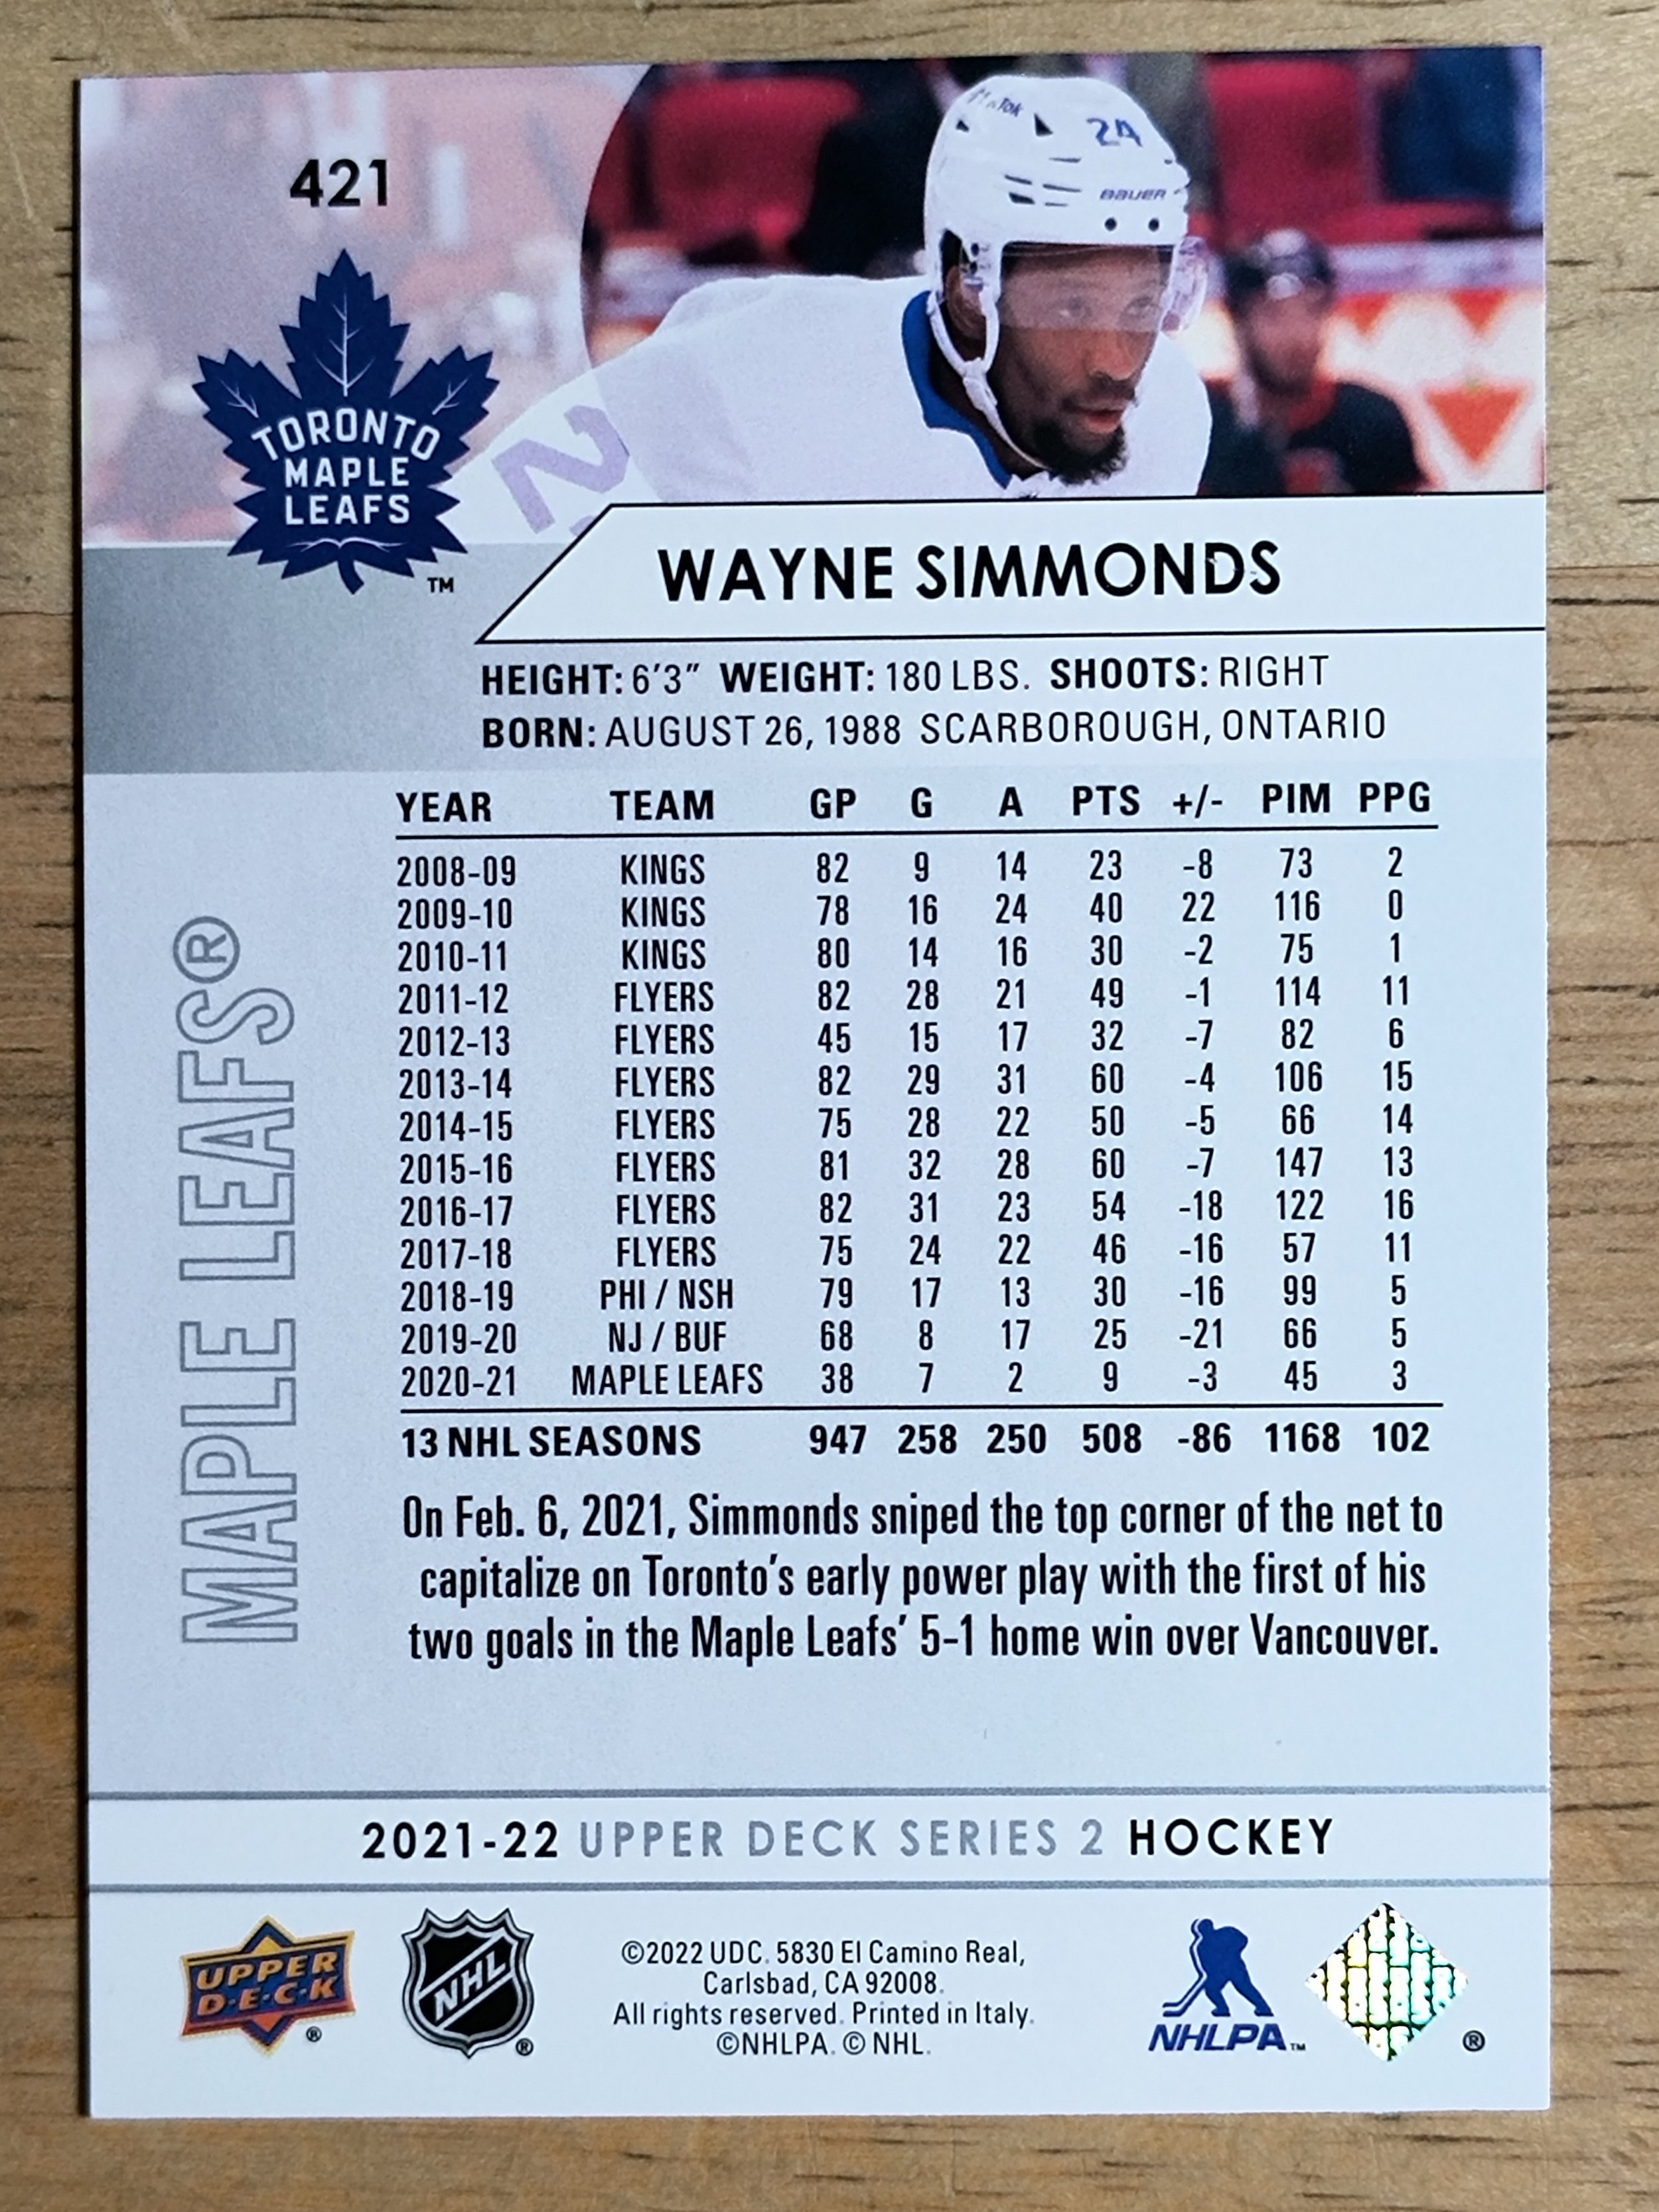 421
TikTok
24
BAUER
2
TORONTO
MAPLE
LEAFS
™
WAYNE SIMMONDS
HEIGHT: 6'3" WEIGHT: 180 LBS. SHOOTS: RIGHT
BORN: AUGUST 26, 1988 SCARBOROUGH, ONTARIO
MAPLE LEAFS®
YEAR TEAM GP G A PTS +/- PIM PPG
2008-09 KINGS 82 9 14 23 -8 73 2
2009-10 KINGS 78 16 24 40 22 116 0
2010-11 KINGS 80 14 16 30 -2 75 1
2011-12 FLYERS 82 28 21 49 -1 114 11
2012-13 FLYERS 45 15 17 32 -7 82 6
2013-14 FLYERS 82 29 31 60 -4 106 15
2014-15 FLYERS 75 28 22 50 -5 66 14
2015-16 FLYERS 81 32 28 60 -7 147 13
2016-17 FLYERS 82 31 23 54 -18 122 16
2017-18 FLYERS 75 24 22 46 -16 57 11
2018-19 PHI / NSH 79 17 13 30 -16 99 5
2019-20 NJ / BUF 68 8 17 25 -21 66 5
2020-21 MAPLE LEAFS 38 7 2 9 -3 45 3
13 NHL SEASONS 947 258 250 508 -86 1168 102
On Feb. 6, 2021, Simmonds sniped the top corner of the net to
capitalize on Toronto's early power play with the first of his
two goals in the Maple Leafs' 5-1 home win over Vancouver.
2021-22 UPPER DECK SERIES 2 HOCKEY
UPPER
D•E•C•K
®
NHL
®
©2022 UDC. 5830 El Camino Real,
Carlsbad, CA 92008.
All rights reserved. Printed in Italy.
©NHLPA. © NHL.
NHLPA™
®